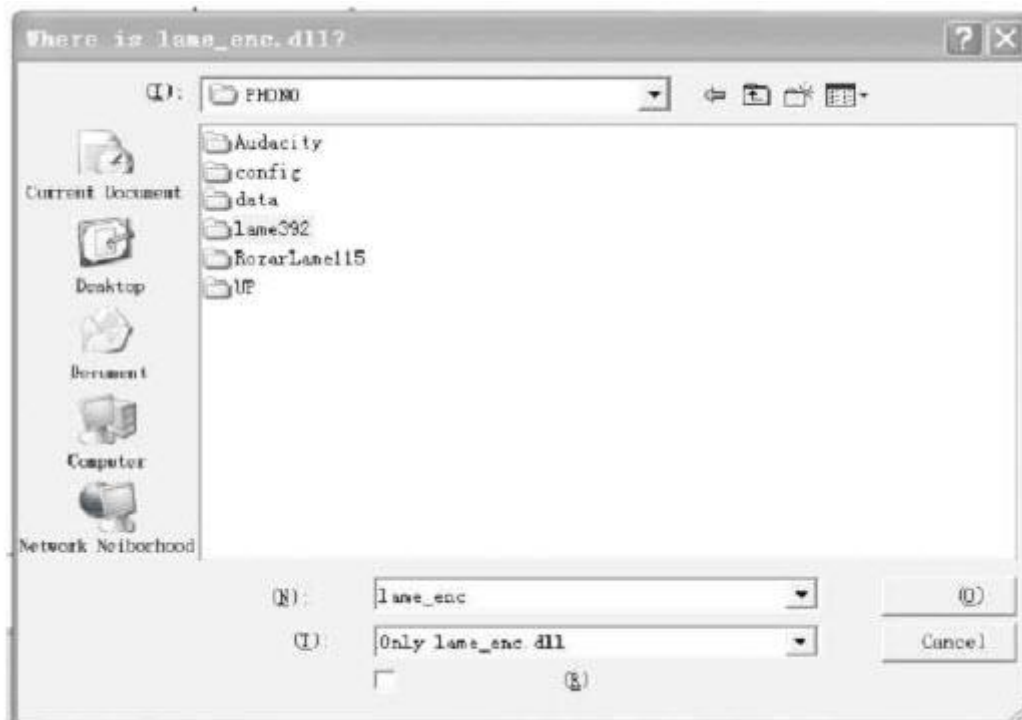 Where is lame_enc.dll?
(I):
PHONO
Audacity
config
data
lame392
RozarLame115
UP
Current Document
Desktop
Document
Computer
Network Neiborhood
(N):
lame_enc
(O)
(T)
Only lame_enc dll
Cancel
(R)